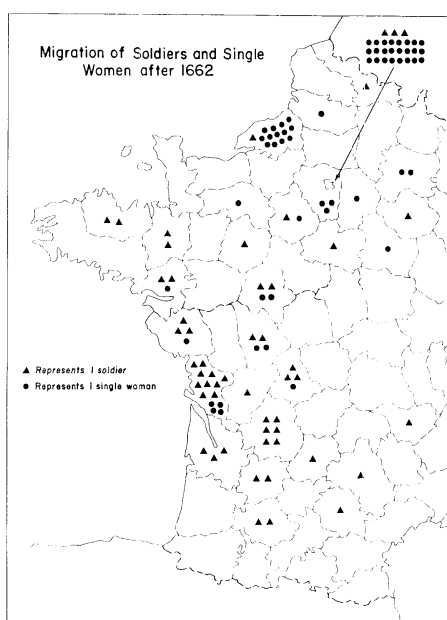 Migration of Soldiers and Single
Women after 1662
▲ Represents 1 soldier
● Represents 1 single woman